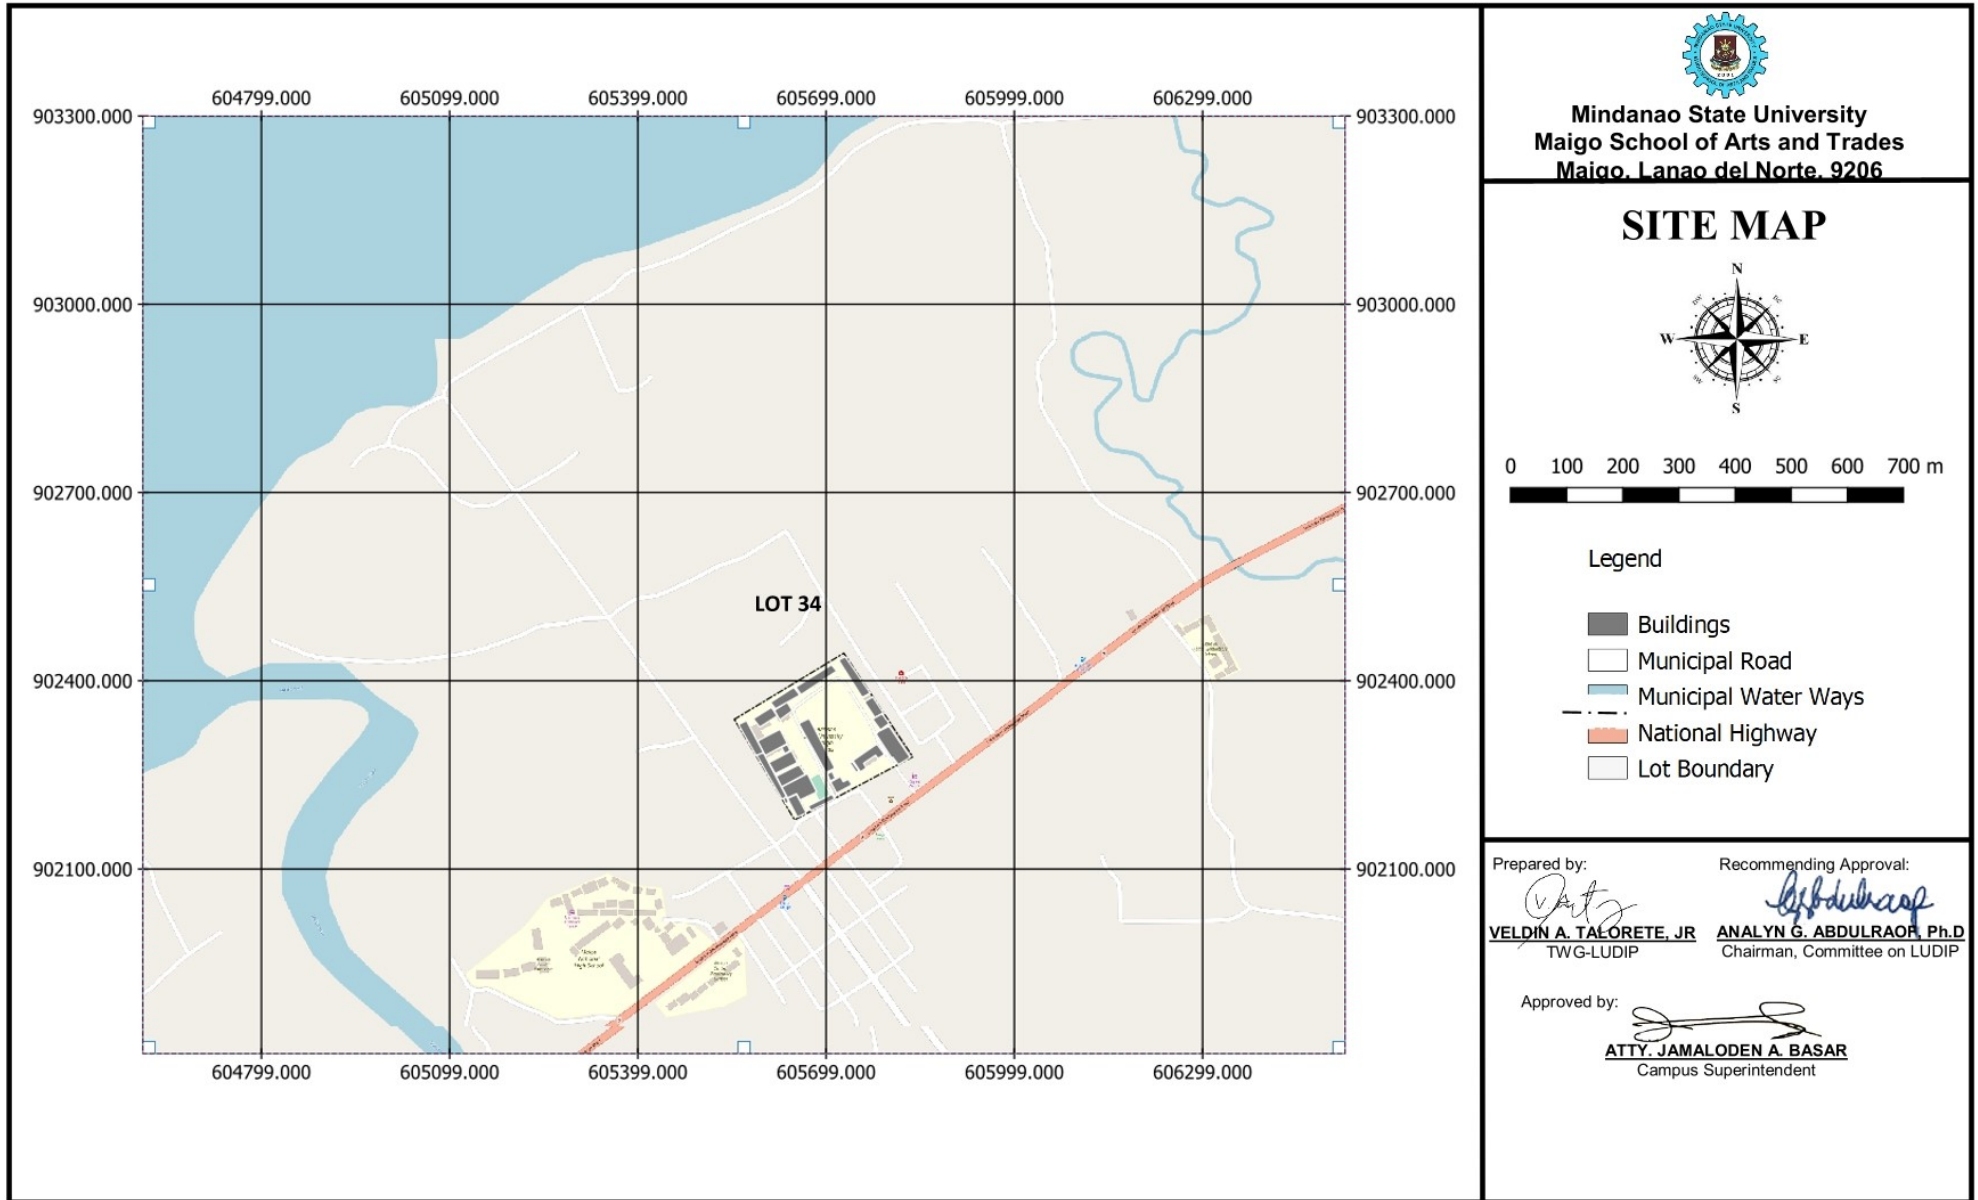 604799.000 605099.000 605399.000 605699.000 605999.000 606299.000
903300.000 903300.000
903000.000 903000.000
902700.000 902700.000
LOT 34
902400.000 902400.000
902100.000 902100.000
High School
604799.000 605099.000 605399.000 605699.000 605999.000 606299.000
Mindanao State University
Maigo School of Arts and Trades
Maigo, Lanao del Norte, 9206
SITE MAP
N
W E
S
0 100 200 300 400 500 600 700 m
Legend
Buildings
Municipal Road
Municipal Water Ways
National Highway
Lot Boundary
Prepared by: Recommending Approval:
VELDIN A. TALORETE, JR ANALYN G. ABDULRAOF, Ph.D
TWG-LUDIP Chairman, Committee on LUDIP
Approved by:
ATTY. JAMALODEN A. BASAR
Campus Superintendent